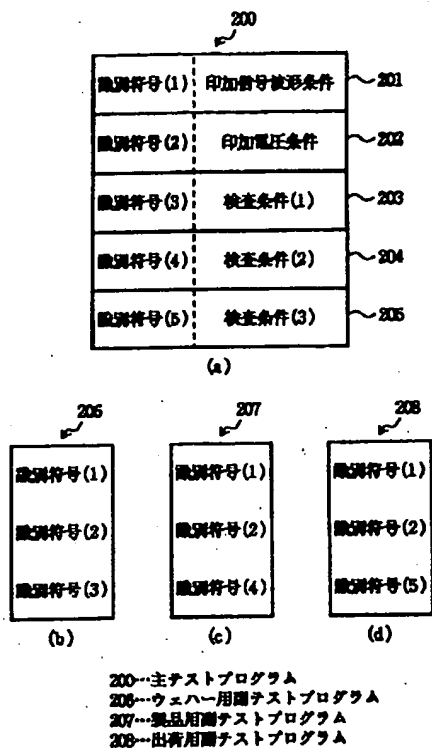 200
識別符号(1) 印加信号波形条件 201
識別符号(2) 印加電圧条件 202
識別符号(3) 検査条件(1) 203
識別符号(4) 検査条件(2) 204
識別符号(5) 検査条件(3) 205
(a)
206 207 208
識別符号(1) 識別符号(1) 識別符号(1)
識別符号(2) 識別符号(2) 識別符号(2)
識別符号(3) 識別符号(4) 識別符号(5)
(b) (c) (d)
200…主テストプログラム
206…ウェハー用副テストプログラム
207…製品用副テストプログラム
208…出荷用副テストプログラム